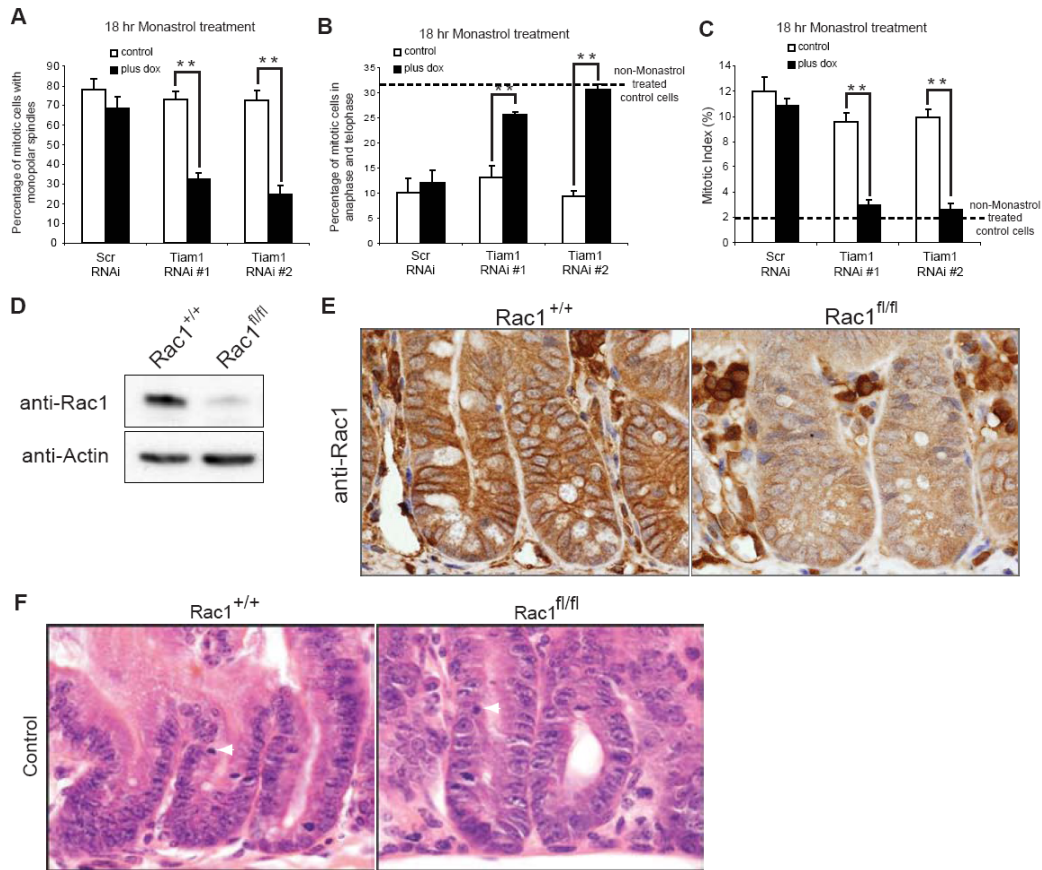 A
18 hr Monastrol treatment
control
plus dox
Percentage of mitotic cells with
monopolar spindles
90
80
70
60
50
40
30
20
10
0
**
**
Scr
RNAi
Tiam1
RNAi #1
Tiam1
RNAi #2
B
18 hr Monastrol treatment
control
plus dox
Percentage of mitotic cells in
anaphase and telophase
35
30
25
20
15
10
5
0
**
**
non-Monastrol
treated
control cells
Scr
RNAi
Tiam1
RNAi #1
Tiam1
RNAi #2
C
18 hr Monastrol treatment
control
plus dox
Mitotic Index (%)
14
12
10
8
6
4
2
0
**
**
non-Monastrol
treated
control cells
Scr
RNAi
Tiam1
RNAi #1
Tiam1
RNAi #2
D
Rac1+/+
Rac1fl/fl
anti-Rac1
anti-Actin
E
Rac1+/+
Rac1fl/fl
anti-Rac1
F
Rac1+/+
Rac1fl/fl
Control